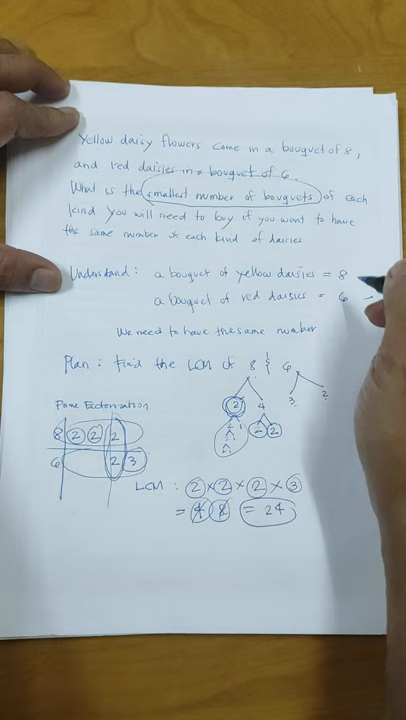 Yellow daisy flowers come in a bouquet of 8,
and red daisies in a bouquet of 6.
What is the smallest number of bouquets of each
kind you will need to buy if you want to have
the same number of each kind of daisies
Understand: a bouquet of yellow daisies = 8
a bouquet of red daisies = 6
We need to have the same number
Plan: Find the LCM of 8 & 6
2 4 3 2
2 1 2 2
Prime Factorization
8 2 2 2
6 2 3
LCM: 2 x 2 x 2 x 3
= 4 8 = 24